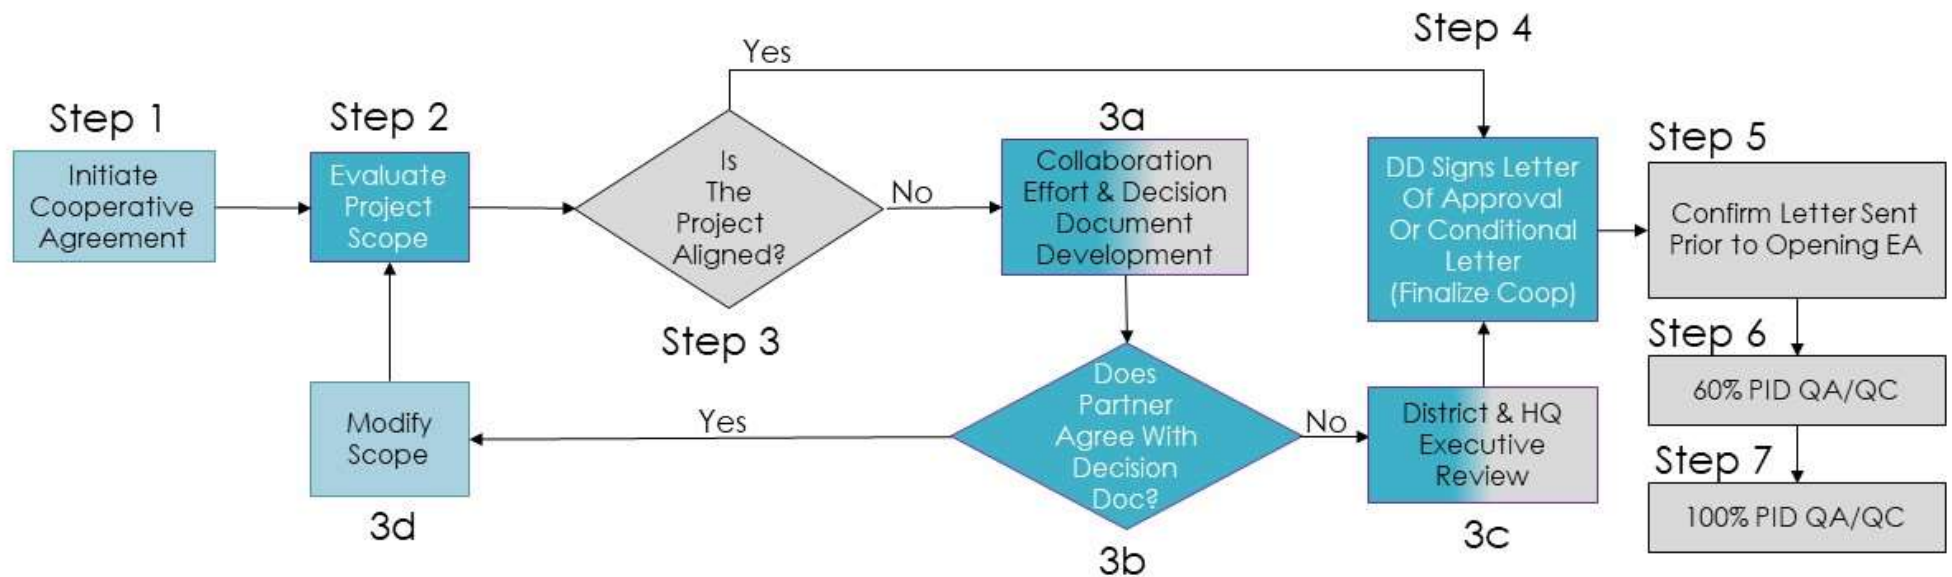 Step 1
Initiate
Cooperative
Agreement
Step 2
Evaluate
Project
Scope
Is
The
Project
Aligned?
Step 3
Yes
No
3a
Collaboration
Effort & Decision
Document
Development
Does
Partner
Agree With
Decision
Doc?
3b
Yes
Modify
Scope
3d
No
District & HQ
Executive
Review
3c
Step 4
DD Signs Letter
Of Approval
Or Conditional
Letter
(Finalize Coop)
Step 5
Confirm Letter Sent
Prior to Opening EA
Step 6
60% PID QA/QC
Step 7
100% PID QA/QC